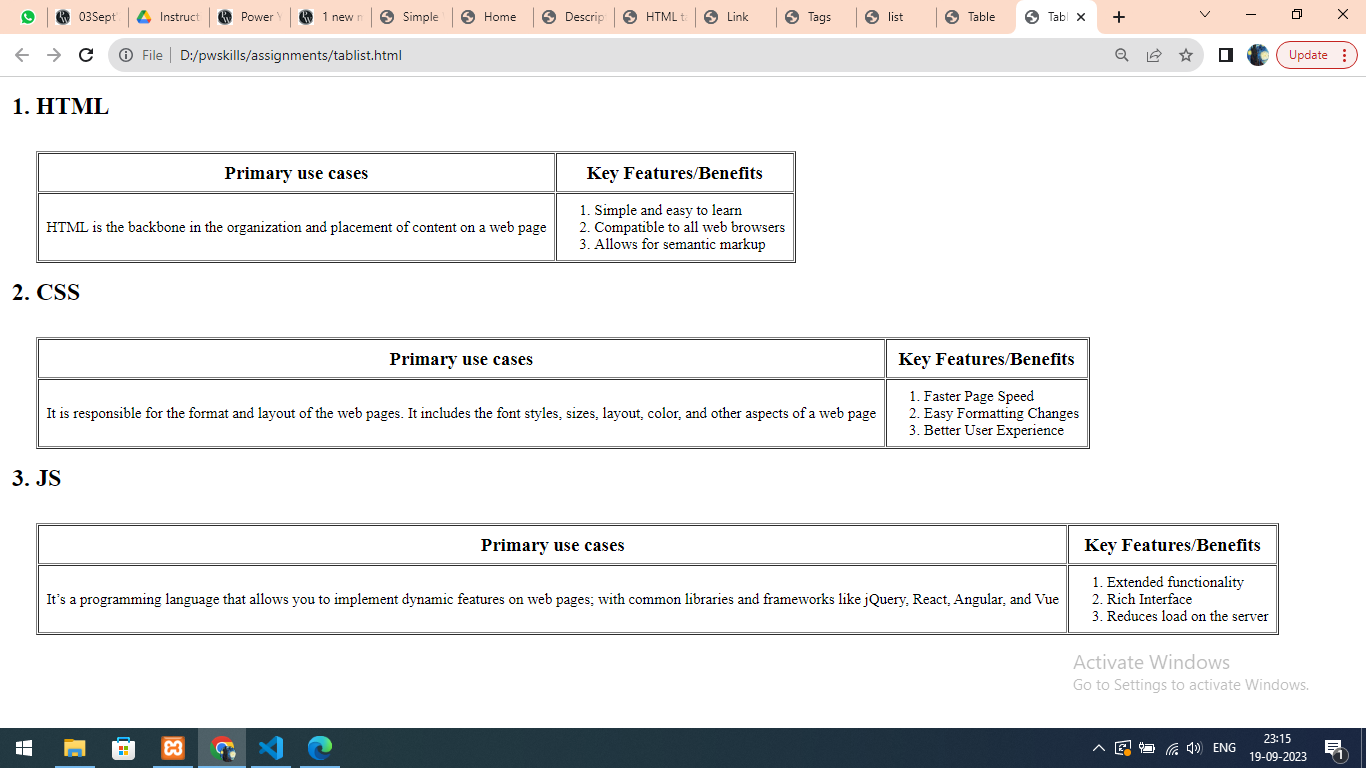 03Sept'
Instruct
Power Y
1 new n
Simple
Home
Descrip
HTML ta
Link
Tags
list
Table
Tabl
File
D:/pwskills/assignments/tablist.html
Update
1. HTML
Primary use cases Key Features/Benefits
HTML is the backbone in the organization and placement of content on a web page
1. Simple and easy to learn
2. Compatible to all web browsers
3. Allows for semantic markup
2. CSS
Primary use cases Key Features/Benefits
It is responsible for the format and layout of the web pages. It includes the font styles, sizes, layout, color, and other aspects of a web page
1. Faster Page Speed
2. Easy Formatting Changes
3. Better User Experience
3. JS
Primary use cases Key Features/Benefits
It’s a programming language that allows you to implement dynamic features on web pages; with common libraries and frameworks like jQuery, React, Angular, and Vue
1. Extended functionality
2. Rich Interface
3. Reduces load on the server
Activate Windows
Go to Settings to activate Windows.
ENG
23:15
19-09-2023
1